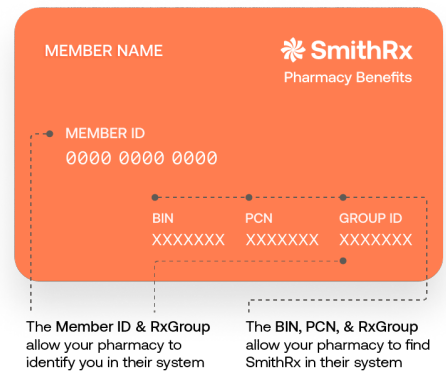 MEMBER NAME
SmithRx
Pharmacy Benefits
MEMBER ID
0000 0000 0000
BIN PCN GROUP ID
XXXXXXX XXXXXXX XXXXXXX
The Member ID & RxGroup
allow your pharmacy to
identify you in their system
The BIN, PCN, & RxGroup
allow your pharmacy to find
SmithRx in their system